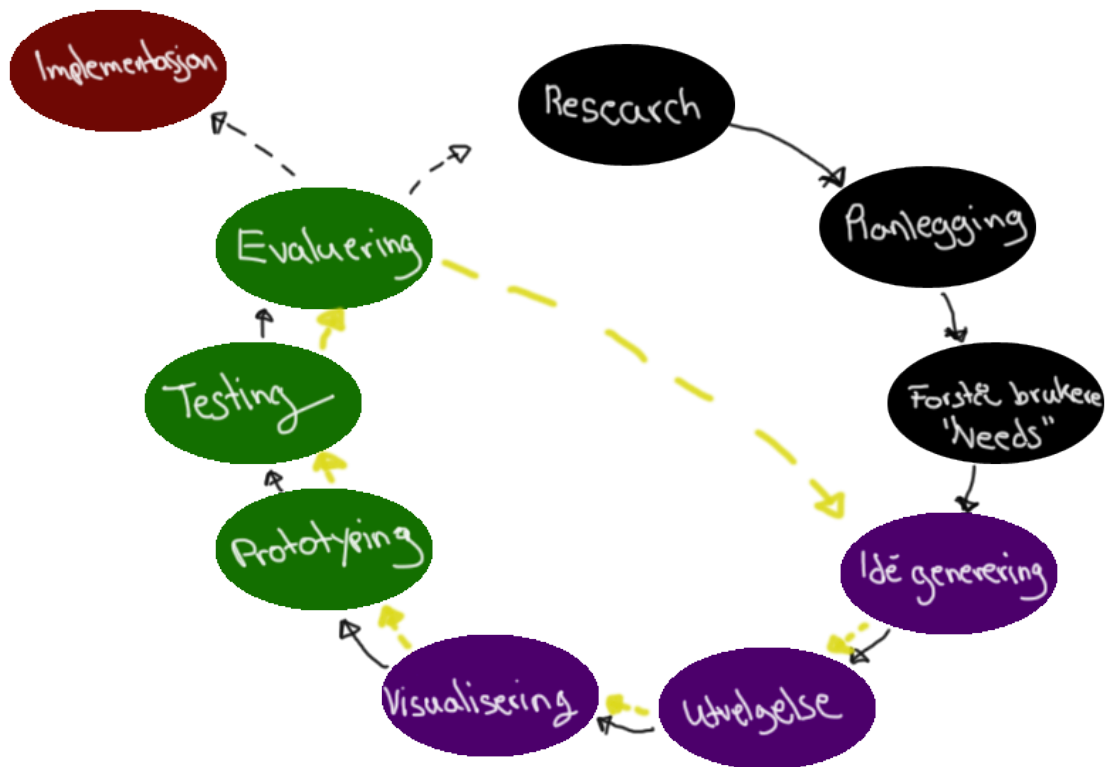 Implementasjon
Research
Planlegging
Forstå brukere
"Needs"
Idé generering
Utvelgelse
Visualisering
Prototyping
Testing
Evaluering